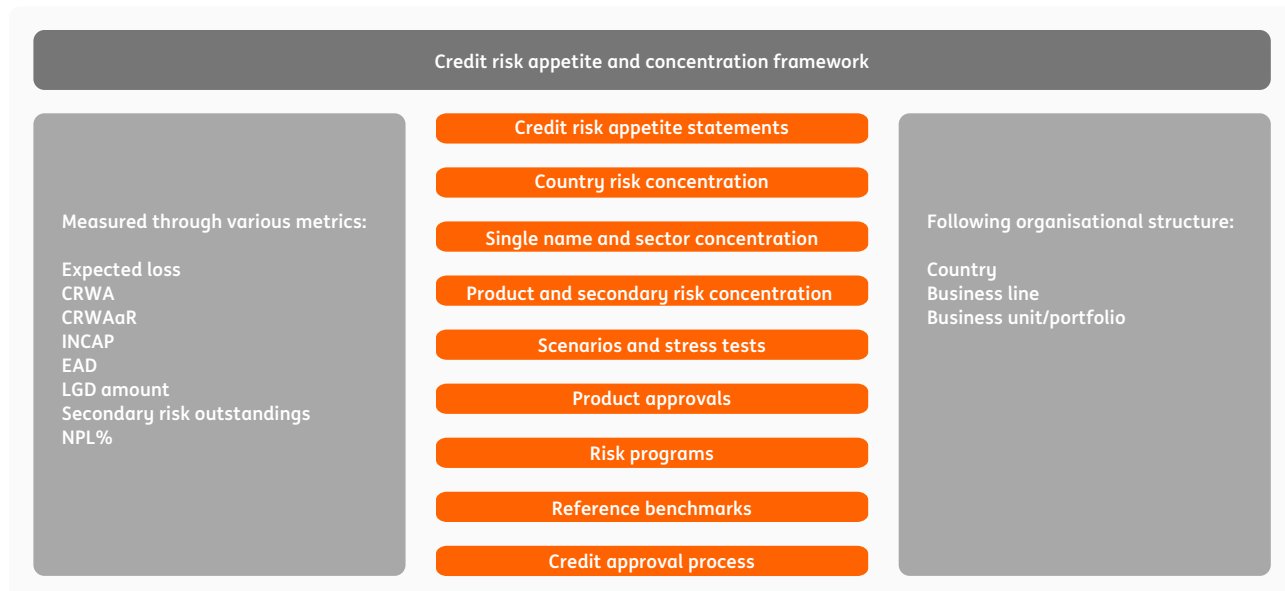 Credit risk appetite and concentration framework
Measured through various metrics:
Expected loss
CRWA
CRWAaR
INCAP
EAD
LGD amount
Secondary risk outstandings
NPL%
Credit risk appetite statements
Country risk concentration
Single name and sector concentration
Product and secondary risk concentration
Scenarios and stress tests
Product approvals
Risk programs
Reference benchmarks
Credit approval process
Following organisational structure:
Country
Business line
Business unit/portfolio